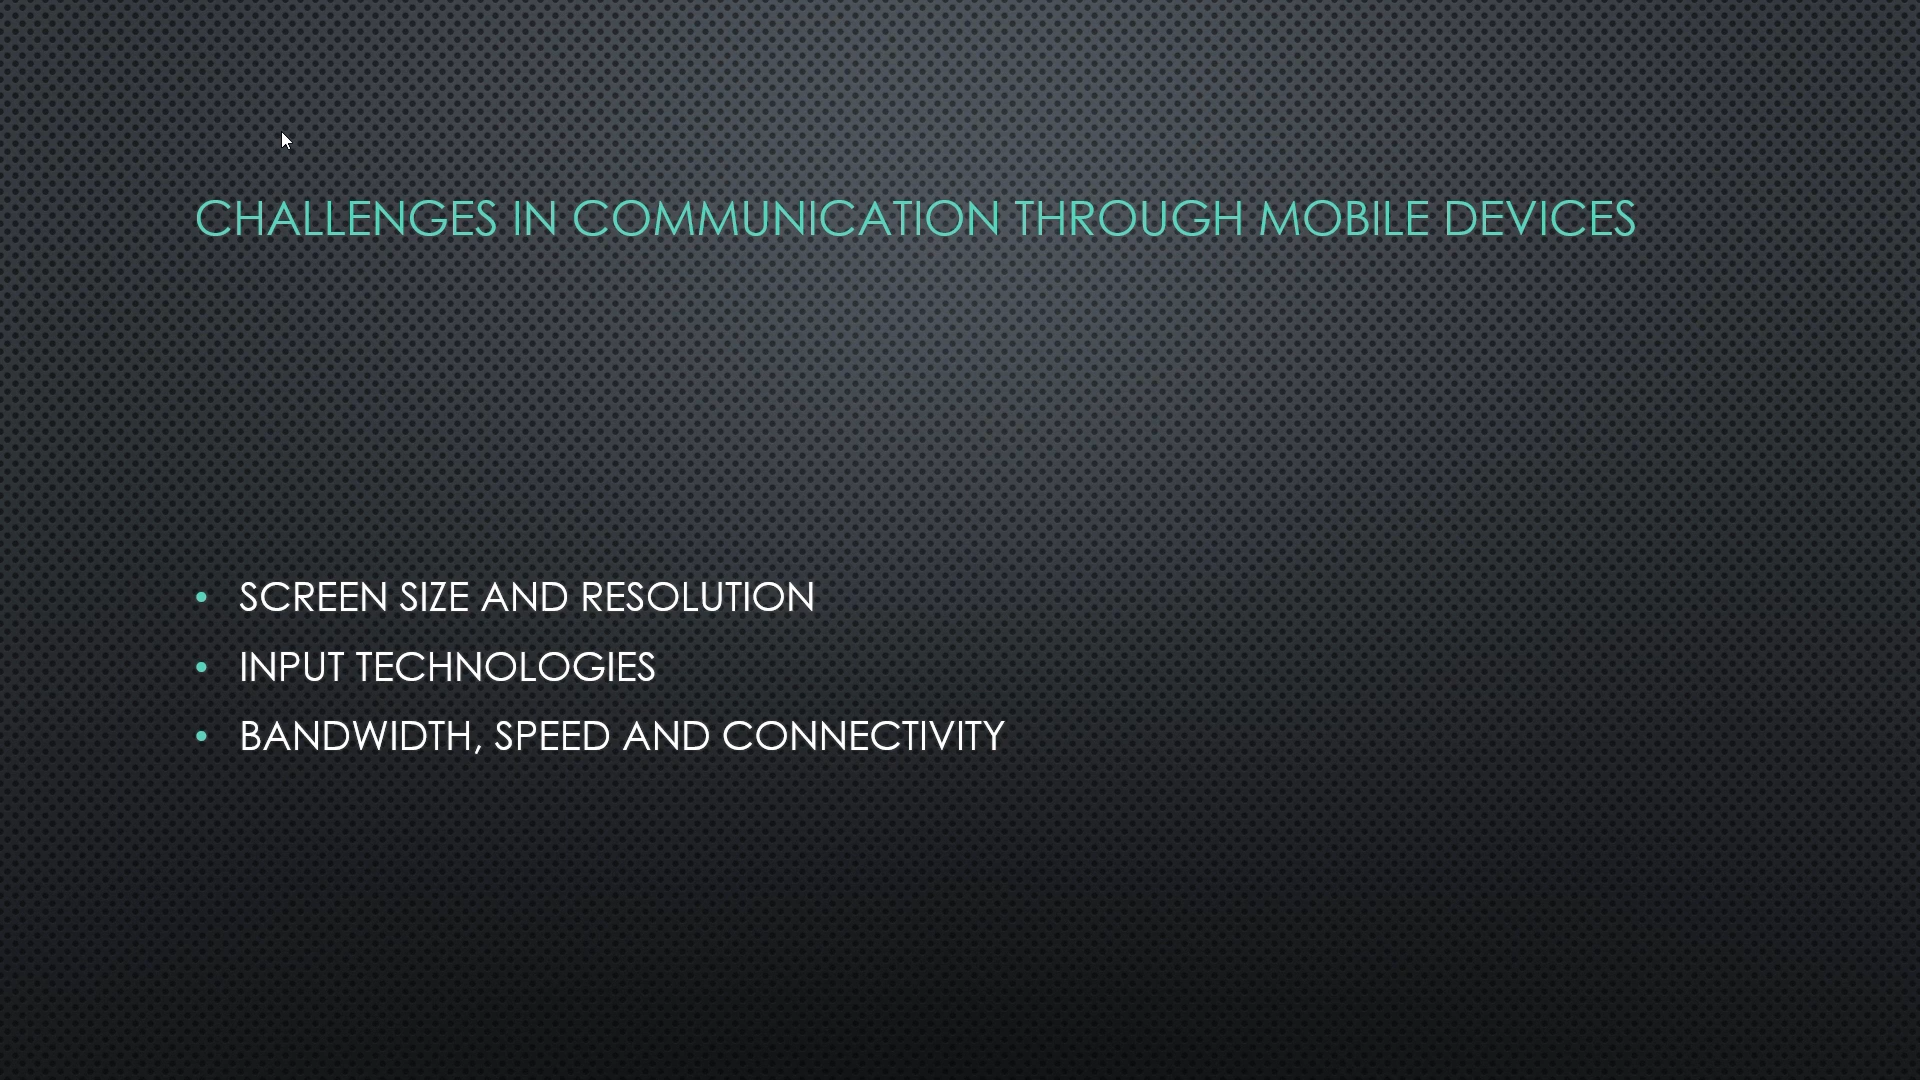 CHALLENGES IN COMMUNICATION THROUGH MOBILE DEVICES
• SCREEN SIZE AND RESOLUTION
• INPUT TECHNOLOGIES
• BANDWIDTH, SPEED AND CONNECTIVITY